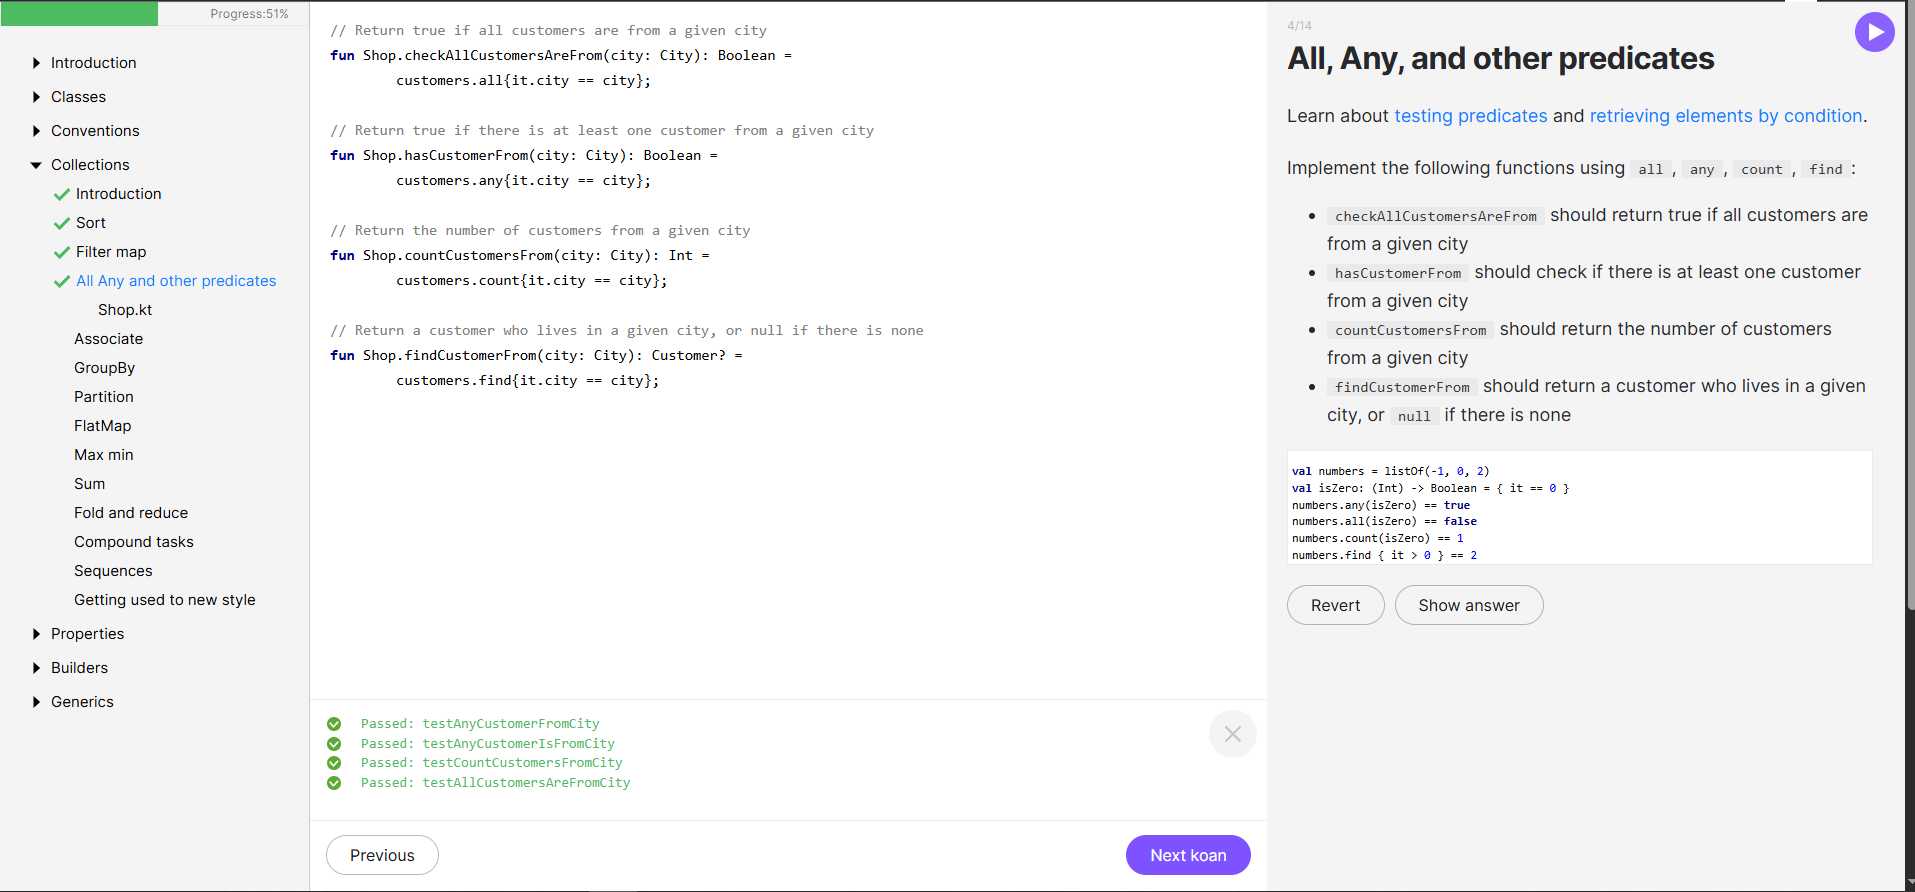 Progress:51%
Introduction
Classes
Conventions
Collections
Introduction
Sort
Filter map
All Any and other predicates
Shop.kt
Associate
GroupBy
Partition
FlatMap
Max min
Sum
Fold and reduce
Compound tasks
Sequences
Getting used to new style
Properties
Builders
Generics
// Return true if all customers are from a given city
fun Shop.checkAllCustomersAreFrom(city: City): Boolean =
        customers.all{it.city == city};
// Return true if there is at least one customer from a given city
fun Shop.hasCustomerFrom(city: City): Boolean =
        customers.any{it.city == city};
// Return the number of customers from a given city
fun Shop.countCustomersFrom(city: City): Int =
        customers.count{it.city == city};
// Return a customer who lives in a given city, or null if there is none
fun Shop.findCustomerFrom(city: City): Customer? =
        customers.find{it.city == city};
Passed: testAnyCustomerFromCity
Passed: testAnyCustomerIsFromCity
Passed: testCountCustomersFromCity
Passed: testAllCustomersAreFromCity
Previous
Next koan
4/14
All, Any, and other predicates
Learn about testing predicates and retrieving elements by condition.
Implement the following functions using all, any, count, find:
• checkAllCustomersAreFrom should return true if all customers are
from a given city
• hasCustomerFrom should check if there is at least one customer
from a given city
• countCustomersFrom should return the number of customers
from a given city
• findCustomerFrom should return a customer who lives in a given
city, or null if there is none
val numbers = listOf(-1, 0, 2)
val isZero: (Int) -> Boolean = { it == 0 }
numbers.any(isZero) == true
numbers.all(isZero) == false
numbers.count(isZero) == 1
numbers.find { it > 0 } == 2
Revert
Show answer